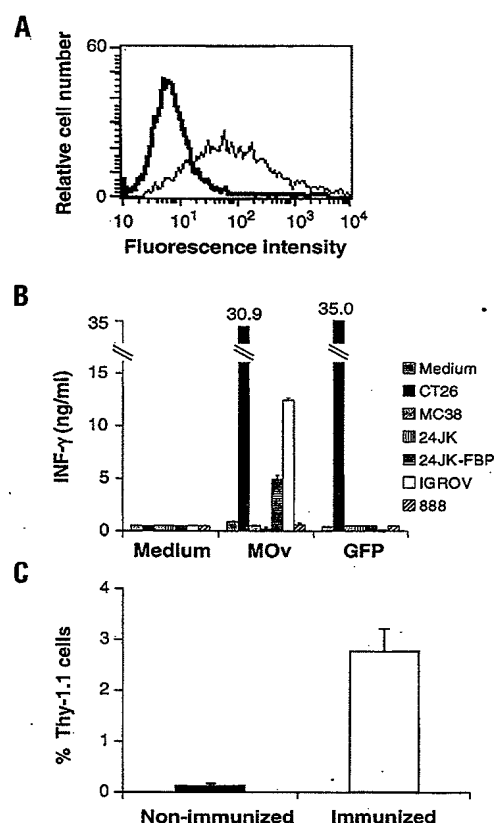 A
60
Relative cell number
0
10 10¹ 10² 10³ 10⁴
Fluorescence intensity
B
30.9 35.0
35
15
10
5
0
INF-γ (ng/ml)
Medium
CT26
MC38
24JK
24JK-FBP
IGROV
888
Medium MOv GFP
C
4
3
2
1
0
% Thy-1.1 cells
Non-immunized Immunized